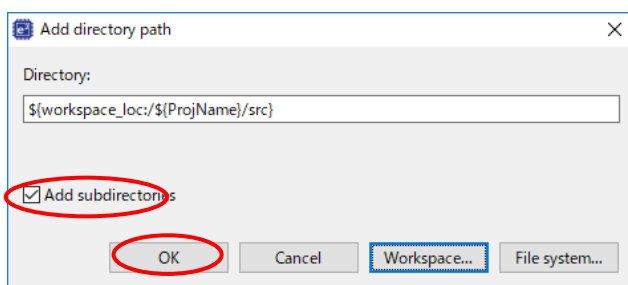 Add directory path
Directory:
${workspace_loc:/${ProjName}/src}
Add subdirectories
OK Cancel Workspace... File system...